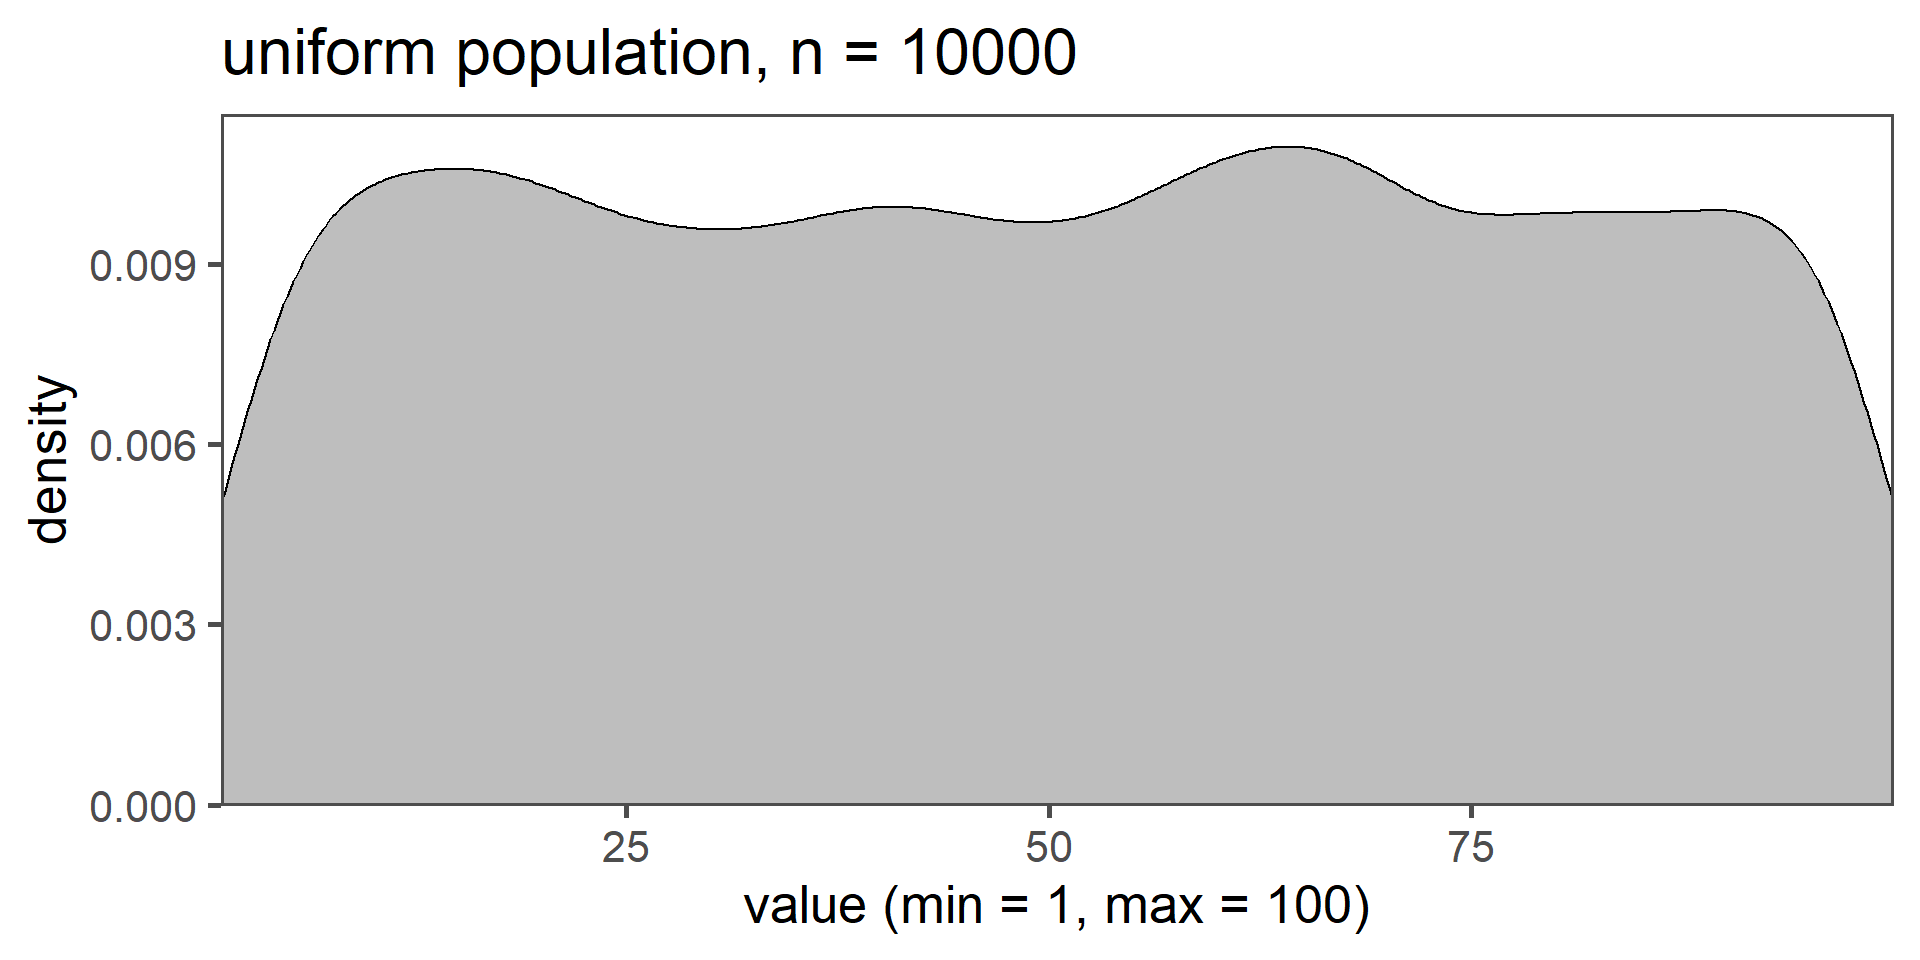 uniform population, n = 10000
density
0.009
0.006
0.003
0.000
25 50 75
value (min = 1, max = 100)